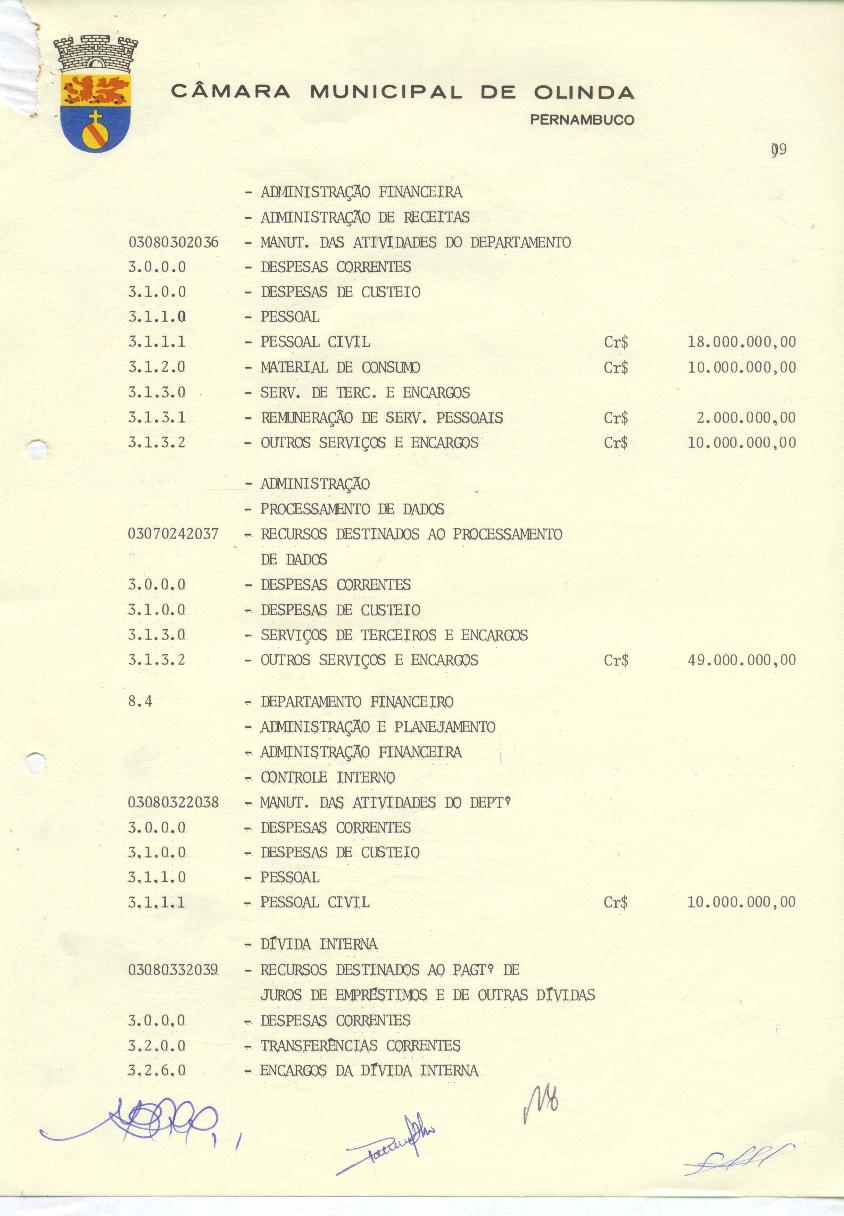 CÂMARA MUNICIPAL DE OLINDA
PERNAMBUCO
09
- ADMINISTRAÇÃO FINANCEIRA
- ADMINISTRAÇÃO DE RECEITAS
03080302036 - MANUT. DAS ATIVIDADES DO DEPARTAMENTO
3.0.0.0 - DESPESAS CORRENTES
3.1.0.0 - DESPESAS DE CUSTEIO
3.1.1.0 - PESSOAL
3.1.1.1 - PESSOAL CIVIL Cr$ 18.000.000,00
3.1.2.0 - MATERIAL DE CONSUMO Cr$ 10.000.000,00
3.1.3.0 - SERV. DE TERC. E ENCARGOS
3.1.3.1 - REMUNERAÇÃO DE SERV. PESSOAIS Cr$ 2.000.000,00
3.1.3.2 - OUTROS SERVIÇOS E ENCARGOS Cr$ 10.000.000,00
- ADMINISTRAÇÃO
- PROCESSAMENTO DE DADOS
03070242037 - RECURSOS DESTINADOS AO PROCESSAMENTO
DE DADOS
3.0.0.0 - DESPESAS CORRENTES
3.1.0.0 - DESPESAS DE CUSTEIO
3.1.3.0 - SERVIÇOS DE TERCEIROS E ENCARGOS
3.1.3.2 - OUTROS SERVIÇOS E ENCARGOS Cr$ 49.000.000,00
8.4 - DEPARTAMENTO FINANCEIRO
- ADMINISTRAÇÃO E PLANEJAMENTO
- ADMINISTRAÇÃO FINANCEIRA
- CONTROLE INTERNO
03080322038 - MANUT. DAS ATIVIDADES DO DEPTº
3.0.0.0 - DESPESAS CORRENTES
3.1.0.0 - DESPESAS DE CUSTEIO
3.1.1.0 - PESSOAL
3.1.1.1 - PESSOAL CIVIL Cr$ 10.000.000,00
- DÍVIDA INTERNA
03080332039 - RECURSOS DESTINADOS AO PAGTº DE
JUROS DE EMPRÉSTIMOS E DE OUTRAS DÍVIDAS
3.0.0.0 - DESPESAS CORRENTES
3.2.0.0 - TRANSFERÊNCIAS CORRENTES
3.2.6.0 - ENCARGOS DA DÍVIDA INTERNA